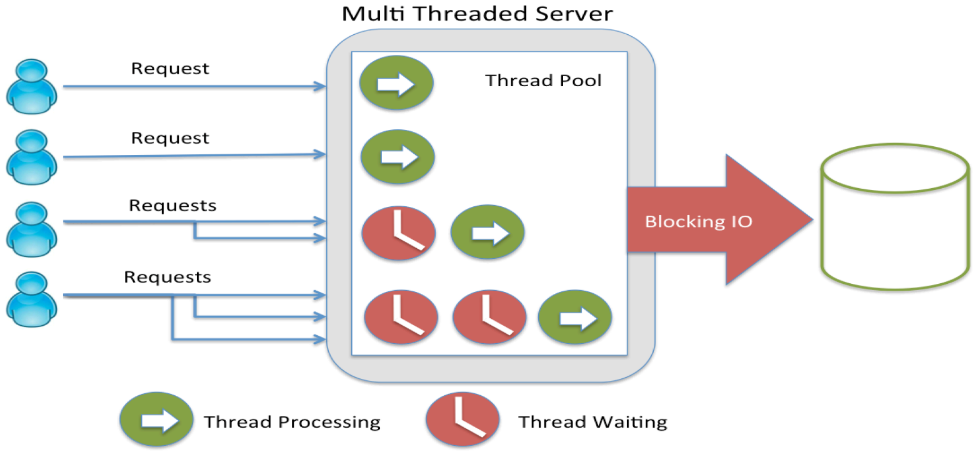 Multi Threaded Server
Request
Thread Pool
Request
Requests
Blocking IO
Requests
Thread Processing
Thread Waiting